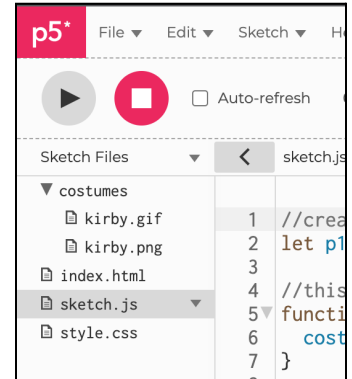 p5* File Edit Sketch
Auto-refresh
Sketch Files sketch.js
costumes
kirby.gif
kirby.png
index.html
sketch.js
style.css
1 //crea
2 let p1
3
4 //this
5 functi
6 cost
7 }